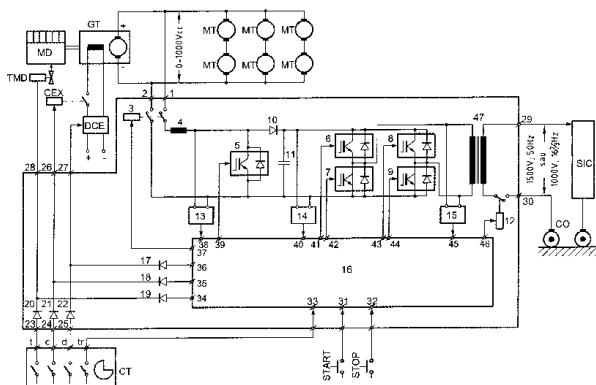 GT
MD
TMD
CEX
DCE
+
-
+ -
0-1000Vcc
MT MT MT
MT MT MT
2 1
3
4
5
10
11
6
7
8
9
47
29
30
12
1500V, 50Hz
sau
1000V, 16⅔Hz
SIC
CO
28 26 27
13
14
15
38 39 40 41 42 43 44 45 46
37
36
35
34
16
17
18
19
20 21 22
23 24 25
33 31 32
t c d tr
CT
START
STOP